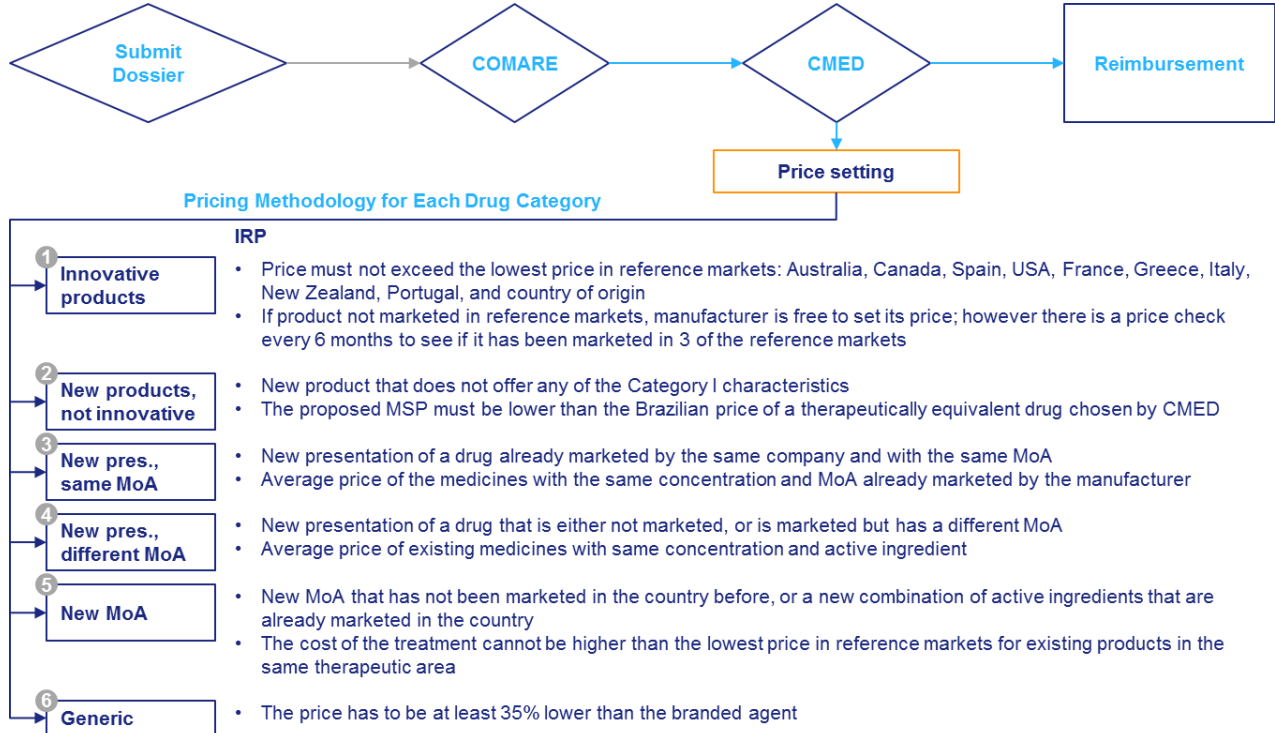 Submit
Dossier
COMARE
CMED
Reimbursement
Price setting
Pricing Methodology for Each Drug Category
IRP
1
Innovative
products
• Price must not exceed the lowest price in reference markets: Australia, Canada, Spain, USA, France, Greece, Italy,
New Zealand, Portugal, and country of origin
• If product not marketed in reference markets, manufacturer is free to set its price; however there is a price check
every 6 months to see if it has been marketed in 3 of the reference markets
2
New products,
not innovative
• New product that does not offer any of the Category I characteristics
• The proposed MSP must be lower than the Brazilian price of a therapeutically equivalent drug chosen by CMED
3
New pres.,
same MoA
• New presentation of a drug already marketed by the same company and with the same MoA
• Average price of the medicines with the same concentration and MoA already marketed by the manufacturer
4
New pres.,
different MoA
• New presentation of a drug that is either not marketed, or is marketed but has a different MoA
• Average price of existing medicines with same concentration and active ingredient
5
New MoA
• New MoA that has not been marketed in the country before, or a new combination of active ingredients that are
already marketed in the country
• The cost of the treatment cannot be higher than the lowest price in reference markets for existing products in the
same therapeutic area
6
Generic
• The price has to be at least 35% lower than the branded agent